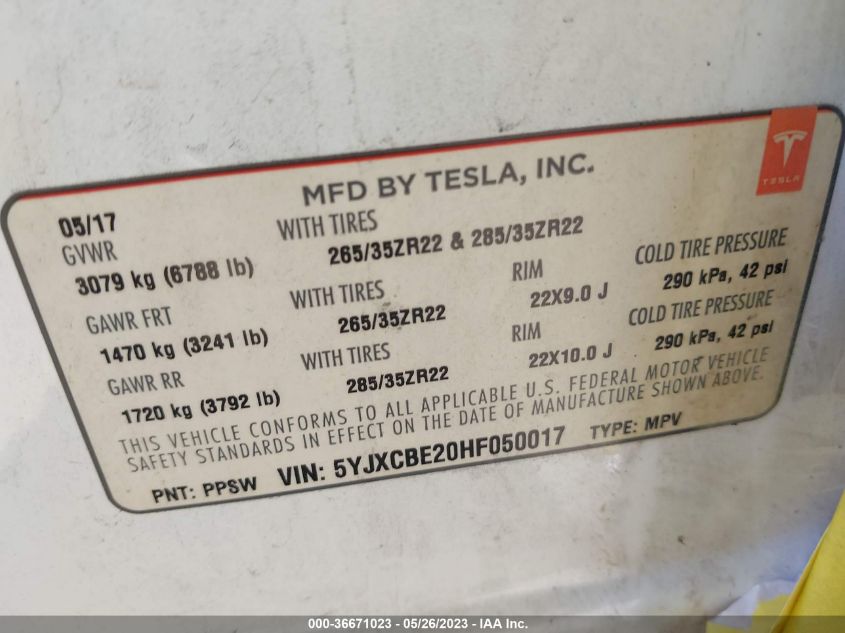 MFD BY TESLA, INC.
TESLA
05/17
GVWR WITH TIRES
3079 kg (6788 lb) 265/35ZR22 & 285/35ZR22
GAWR FRT WITH TIRES RIM COLD TIRE PRESSURE
1470 kg (3241 lb) 265/35ZR22 22X9.0 J 290 kPa, 42 psi
GAWR RR WITH TIRES RIM COLD TIRE PRESSURE
1720 kg (3792 lb) 285/35ZR22 22X10.0 J 290 kPa, 42 psi
THIS VEHICLE CONFORMS TO ALL APPLICABLE U.S. FEDERAL MOTOR VEHICLE
SAFETY STANDARDS IN EFFECT ON THE DATE OF MANUFACTURE SHOWN ABOVE.
PNT: PPSW VIN: 5YJXCBE20HF050017 TYPE: MPV
000-36671023 - 05/26/2023 - IAA Inc.